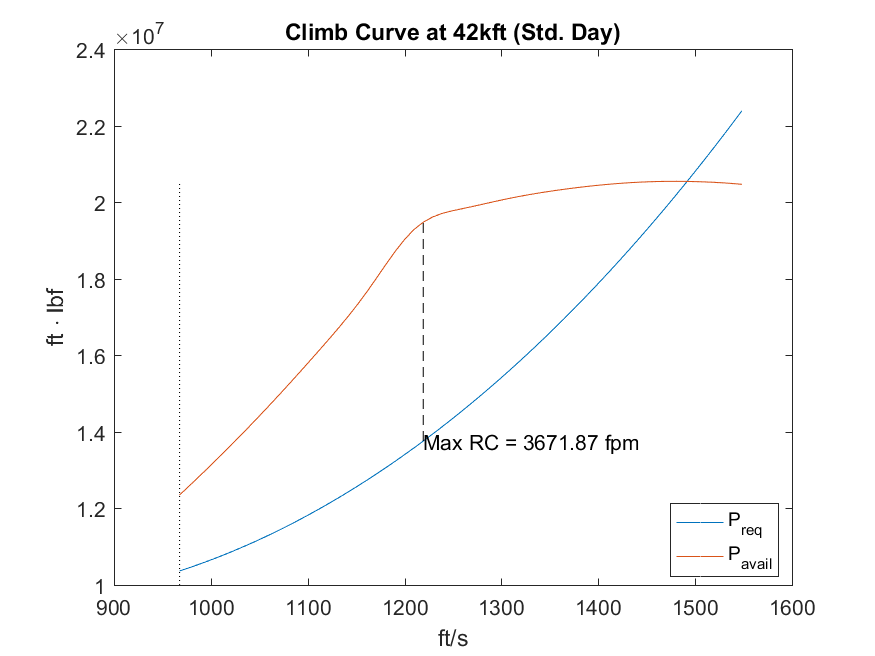 Climb Curve at 42kft (Std. Day)
×10^7
2.4
2.2
2
1.8
1.6
1.4
1.2
1
ft · lbf
Max RC = 3671.87 fpm
P_req
P_avail
900 1000 1100 1200 1300 1400 1500 1600
ft/s